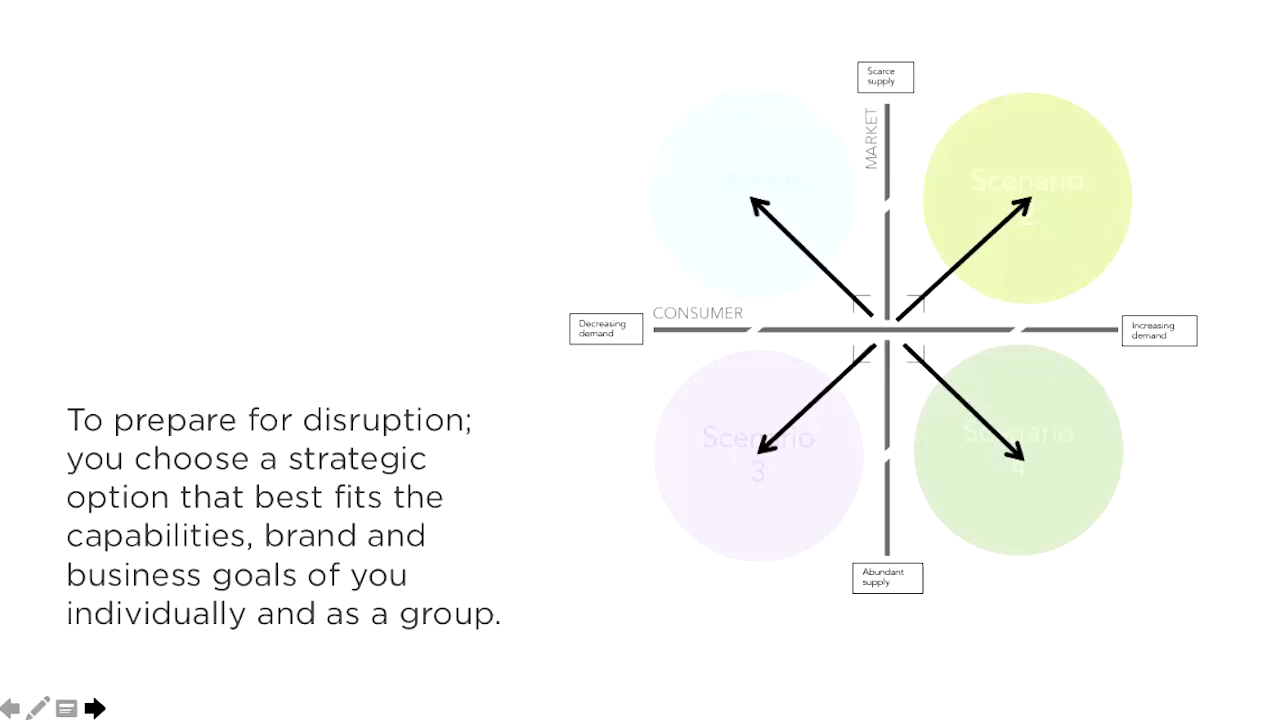 Scarce
supply
MARKET
Scenario
2
CONSUMER
Decreasing
demand
Increasing
demand
To prepare for disruption;
you choose a strategic
option that best fits the
capabilities, brand and
business goals of you
individually and as a group.
Scenario
3
Scenario
4
Abundant
supply